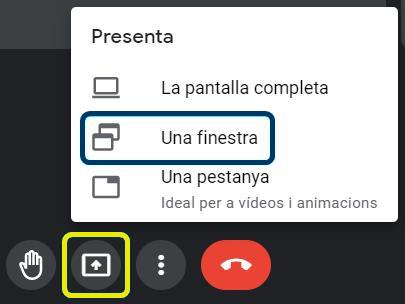 Presenta
La pantalla completa
Una finestra
Una pestanya
Ideal per a vídeos i animacions